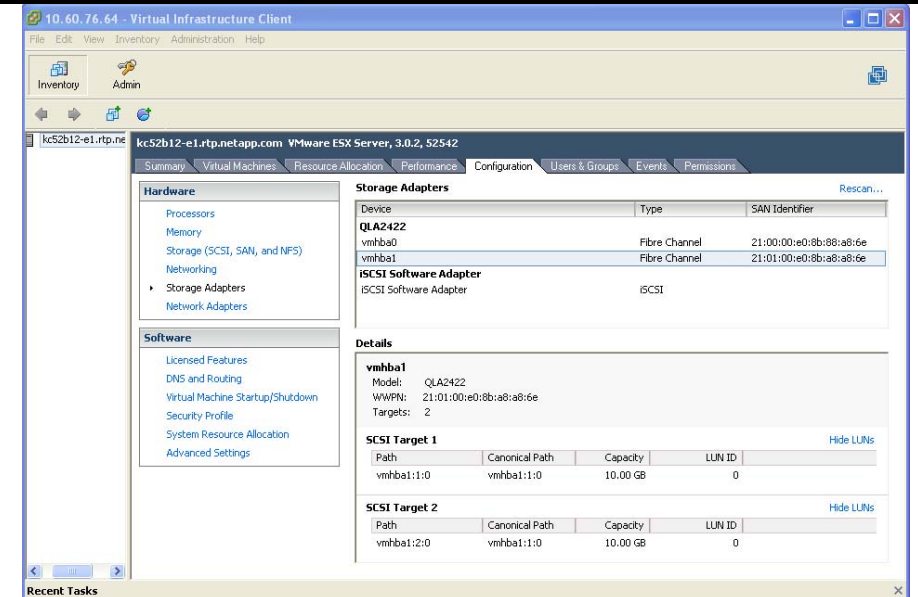 10.60.76.64 - Virtual Infrastructure Client
File Edit View Inventory Administration Help
Inventory Admin
kc52b12-e1.rtp.ne
kc52b12-e1.rtp.netapp.com VMware ESX Server, 3.0.2, 52542
Summary Virtual Machines Resource Allocation Performance Configuration Users & Groups Events Permissions
Hardware
Processors
Memory
Storage (SCSI, SAN, and NFS)
Networking
Storage Adapters
Network Adapters
Software
Licensed Features
DNS and Routing
Virtual Machine Startup/Shutdown
Security Profile
System Resource Allocation
Advanced Settings
Storage Adapters Rescan...
Device Type SAN Identifier
QLA2422
vmhba0 Fibre Channel 21:00:00:e0:8b:88:a8:6e
vmhba1 Fibre Channel 21:01:00:e0:8b:a8:a8:6e
iSCSI Software Adapter
iSCSI Software Adapter iSCSI
Details
vmhba1
Model: QLA2422
WWPN: 21:01:00:e0:8b:a8:a8:6e
Targets: 2
SCSI Target 1 Hide LUNs
Path Canonical Path Capacity LUN ID
vmhba1:1:0 vmhba1:1:0 10.00 GB 0
SCSI Target 2 Hide LUNs
Path Canonical Path Capacity LUN ID
vmhba1:2:0 vmhba1:1:0 10.00 GB 0
Recent Tasks